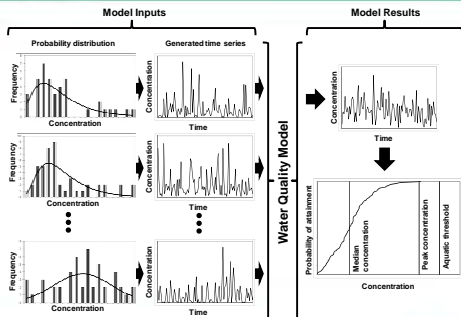 Model Inputs
Model Results
Probability distribution
Generated time series
Frequency
Concentration
Concentration
Time
Frequency
Concentration
Concentration
Time
Frequency
Concentration
Concentration
Time
Water Quality Model
Concentration
Time
Probability of attainment
Median
concentration
Peak concentration
Aquatic threshold
Concentration